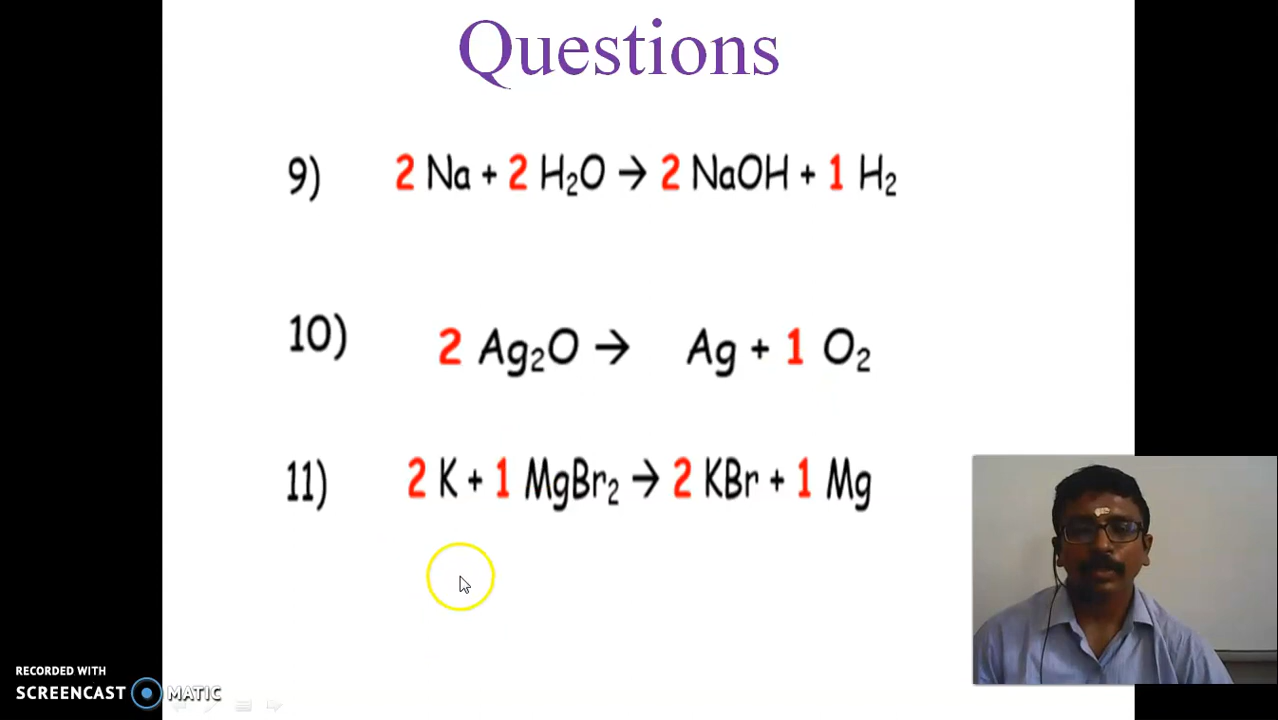 Questions
9) 2 Na + 2 H₂O → 2 NaOH + 1 H₂
10) 2 Ag₂O → Ag + 1 O₂
11) 2 K + 1 MgBr₂ → 2 KBr + 1 Mg
RECORDED WITH
SCREENCAST MATIC